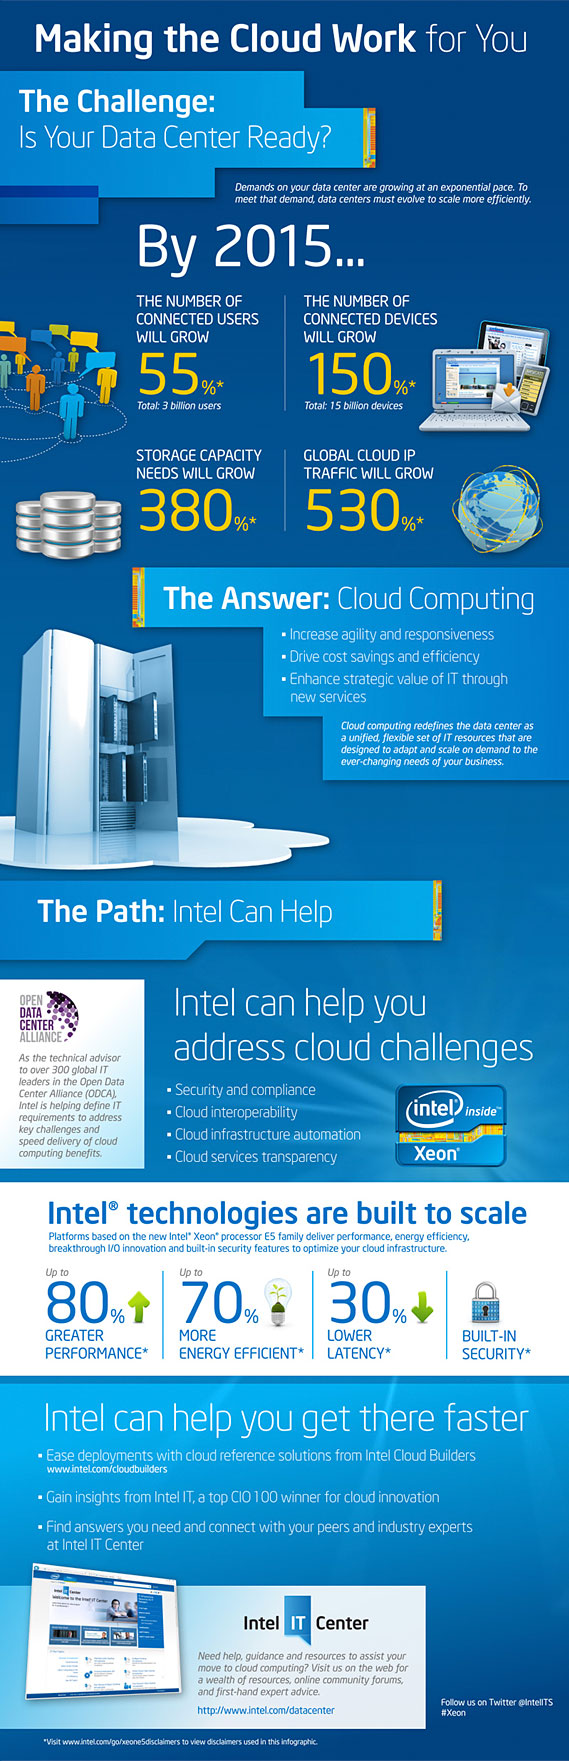 Making the Cloud Work for You
The Challenge:
Is Your Data Center Ready?
Demands on your data center are growing at an exponential pace. To
meet that demand, data centers must evolve to scale more efficiently.
By 2015...
THE NUMBER OF
CONNECTED USERS
WILL GROW
55%*
Total: 3 billion users
THE NUMBER OF
CONNECTED DEVICES
WILL GROW
150%*
Total: 15 billion devices
STORAGE CAPACITY
NEEDS WILL GROW
380%*
GLOBAL CLOUD IP
TRAFFIC WILL GROW
530%*
The Answer: Cloud Computing
▪ Increase agility and responsiveness
▪ Drive cost savings and efficiency
▪ Enhance strategic value of IT through
new services
Cloud computing redefines the data center as
a unified, flexible set of IT resources that are
designed to adapt and scale on demand to the
ever-changing needs of your business.
The Path: Intel Can Help
OPEN
DATA
CENTER
ALLIANCE
As the technical advisor
to over 300 global IT
leaders in the Open Data
Center Alliance (ODCA),
Intel is helping define IT
requirements to address
key challenges and
speed delivery of cloud
computing benefits.
Intel can help you
address cloud challenges
▪ Security and compliance
▪ Cloud interoperability
▪ Cloud infrastructure automation
▪ Cloud services transparency
intel inside™
Xeon®
Intel® technologies are built to scale
Platforms based on the new Intel® Xeon® processor E5 family deliver performance, energy efficiency,
breakthrough I/O innovation and built-in security features to optimize your cloud infrastructure.
Up to
80%
GREATER
PERFORMANCE*
Up to
70%
MORE
ENERGY EFFICIENT*
Up to
30%
LOWER
LATENCY*
BUILT-IN
SECURITY*
Intel can help you get there faster
▪ Ease deployments with cloud reference solutions from Intel Cloud Builders
www.intel.com/cloudbuilders
▪ Gain insights from Intel IT, a top CIO 100 winner for cloud innovation
▪ Find answers you need and connect with your peers and industry experts
at Intel IT Center
Intel IT Center
Welcome to the Intel IT Center
Intel IT Center
Need help, guidance and resources to assist your
move to cloud computing? Visit us on the web for
a wealth of resources, online community forums,
and first-hand expert advice.
http://www.intel.com/datacenter
Follow us on Twitter @IntelITS
#Xeon
*Visit www.intel.com/go/xeone5disclaimers to view disclaimers used in this infographic.